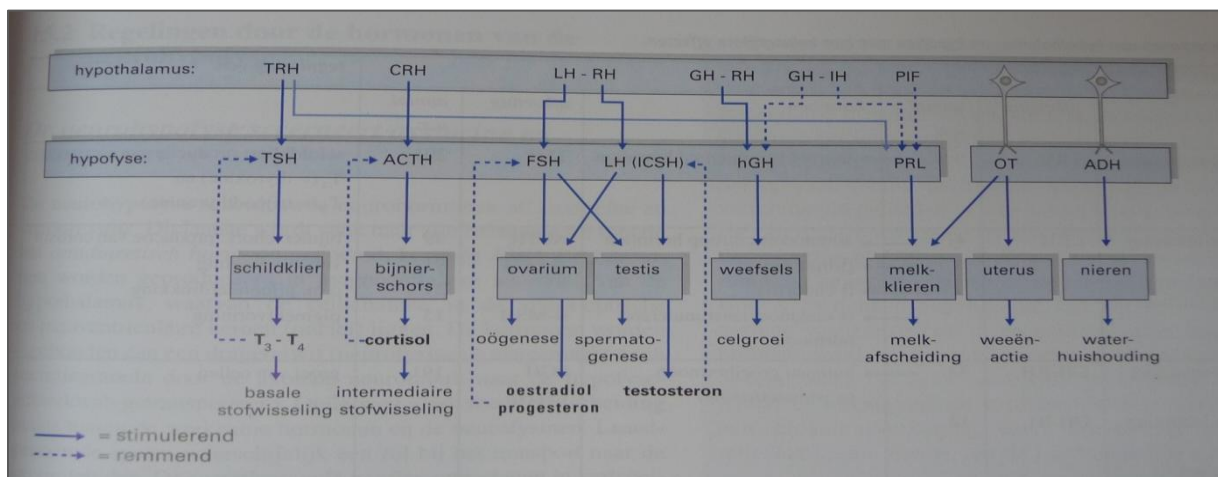 hypothalamus: TRH CRH LH - RH GH - RH GH - IH PIF
hypofyse: TSH ACTH FSH LH (ICSH) hGH PRL OT ADH
schildklier bijnier- ovarium testis weefsels melk- uterus nieren
schors klieren
T3 - T4 cortisol oögenese spermato- celgroei melk- weeën- water-
genese afscheiding actie huishouding
basale intermediaire oestradiol testosteron
stofwisseling stofwisseling progesteron
= stimulerend
= remmend